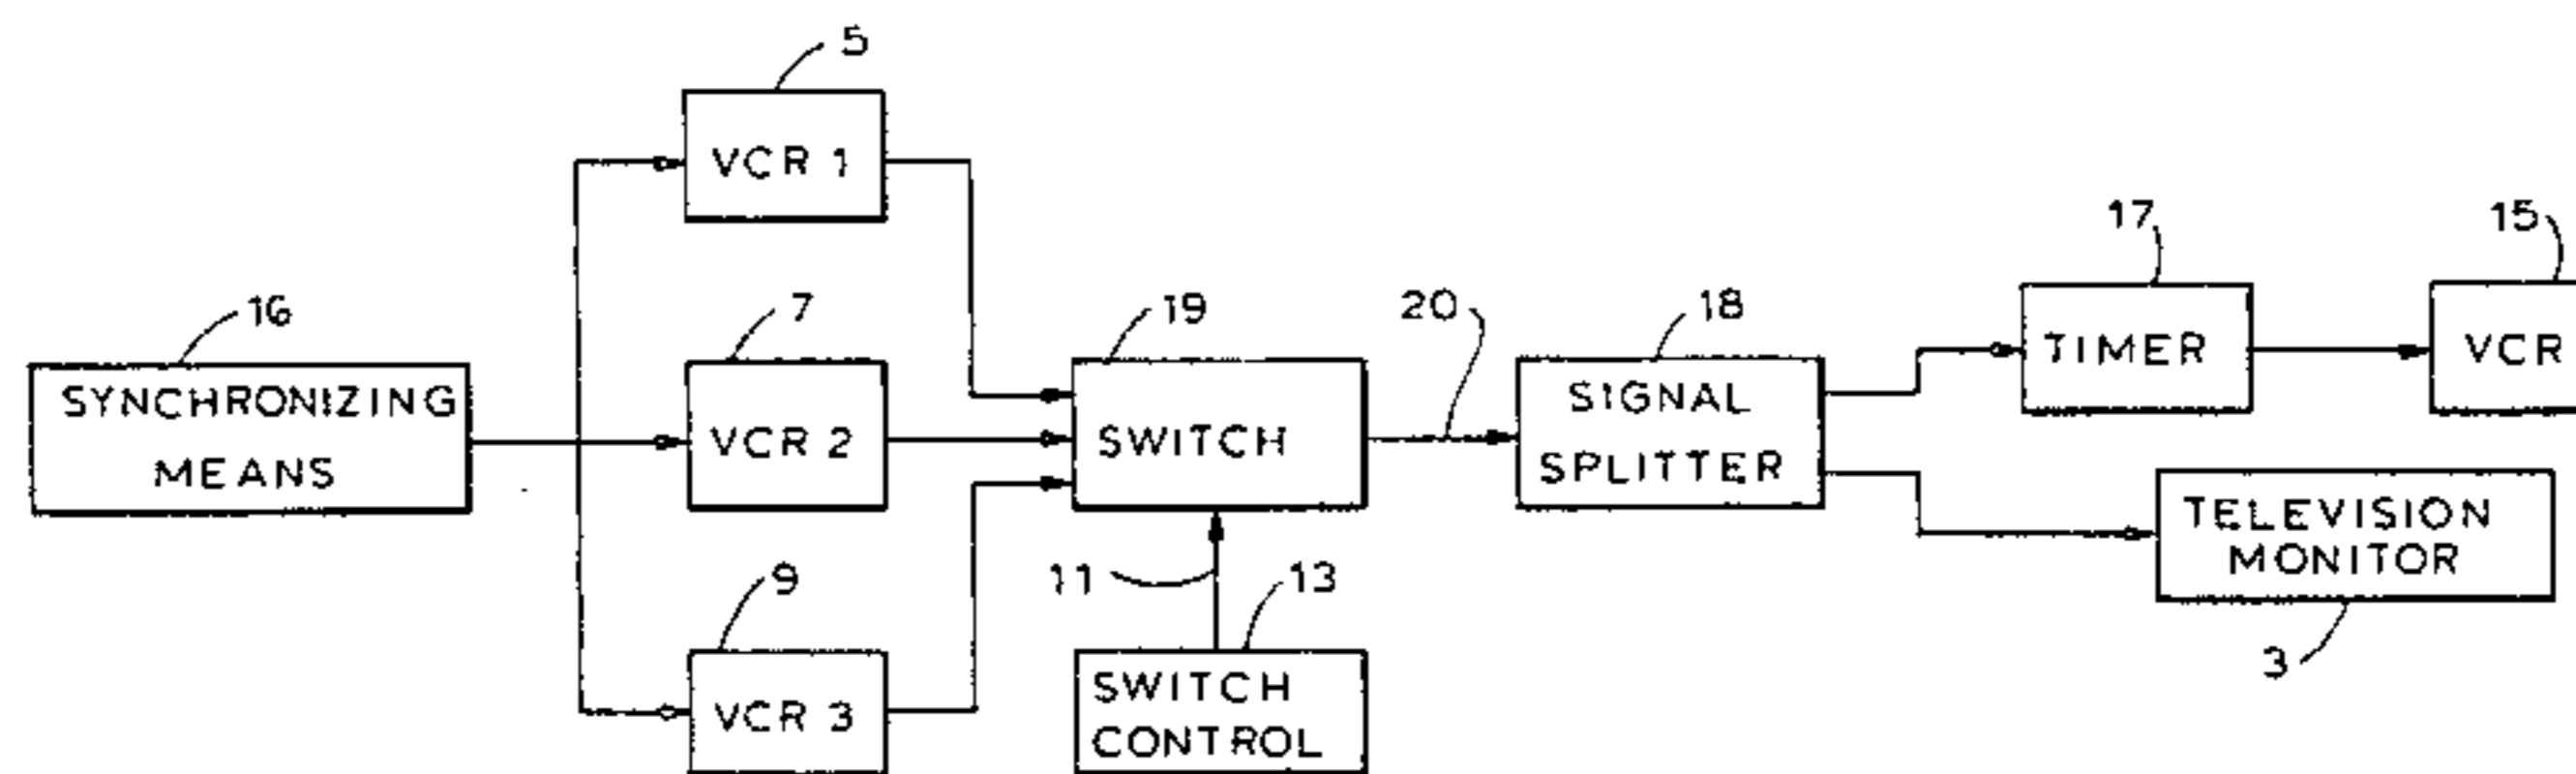 5
VCR 1
17
15
16
7
19
20
18
TIMER
VCR
SYNCHRONIZING
MEANS
VCR 2
SWITCH
SIGNAL
SPLITTER
TELEVISION
MONITOR
9
11
13
3
VCR 3
SWITCH
CONTROL